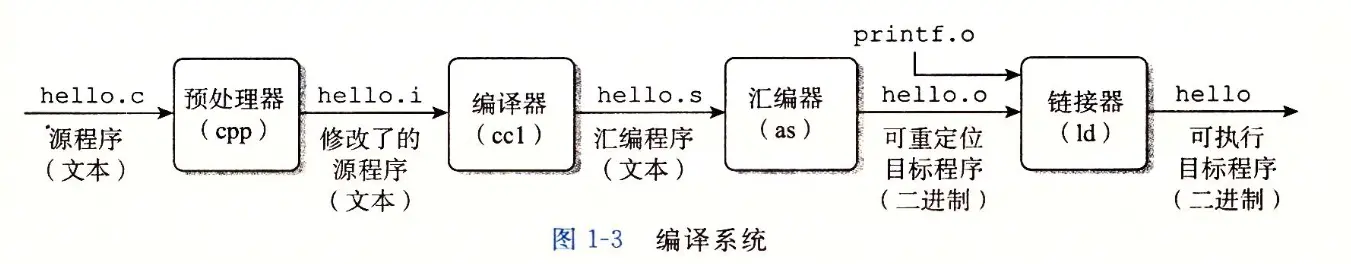 printf.o
hello.c
预处理器
(cpp)
hello.i
编译器
(cc1)
hello.s
汇编器
(as)
hello.o
链接器
(ld)
hello
源程序
(文本)
修改了的
源程序
(文本)
汇编程序
(文本)
可重定位
目标程序
(二进制)
可执行
目标程序
(二进制)
图 1-3 编译系统